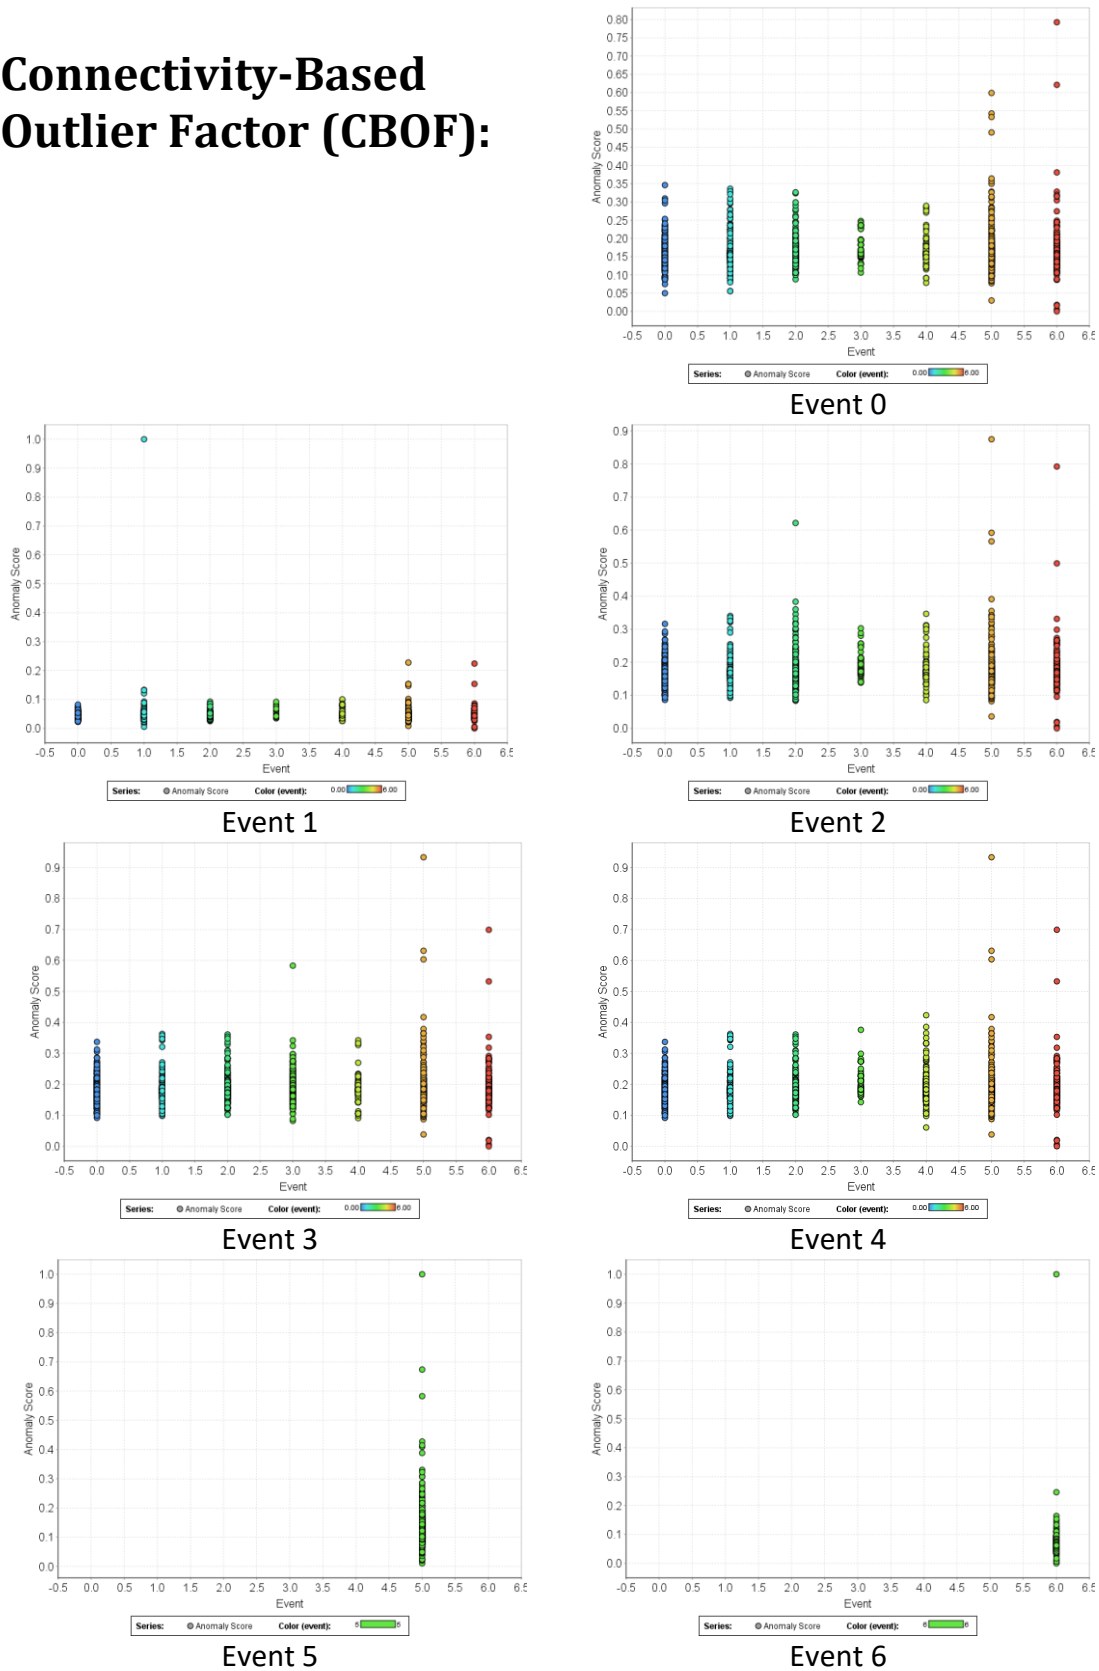 Connectivity-Based
Outlier Factor (CBOF):
0.80
0.75
0.70
0.65
0.60
0.55
0.50
0.45
0.40
0.35
0.30
0.25
0.20
0.15
0.10
0.05
0.00
Anomaly Score
-0.5 0.0 0.5 1.0 1.5 2.0 2.5 3.0 3.5 4.0 4.5 5.0 5.5 6.0 6.5
Event
Series: Anomaly Score Color (event): 0.00 6.00
Event 0
1.0
0.9
0.8
0.7
0.6
0.5
0.4
0.3
0.2
0.1
0.0
Anomaly Score
-0.5 0.0 0.5 1.0 1.5 2.0 2.5 3.0 3.5 4.0 4.5 5.0 5.5 6.0 6.5
Event
Series: Anomaly Score Color (event): 0.00 6.00
Event 1
0.9
0.8
0.7
0.6
0.5
0.4
0.3
0.2
0.1
0.0
Anomaly Score
-0.5 0.0 0.5 1.0 1.5 2.0 2.5 3.0 3.5 4.0 4.5 5.0 5.5 6.0 6.5
Event
Series: Anomaly Score Color (event): 0.00 6.00
Event 2
0.9
0.8
0.7
0.6
0.5
0.4
0.3
0.2
0.1
0.0
Anomaly Score
-0.5 0.0 0.5 1.0 1.5 2.0 2.5 3.0 3.5 4.0 4.5 5.0 5.5 6.0 6.5
Event
Series: Anomaly Score Color (event): 0.00 6.00
Event 3
0.9
0.8
0.7
0.6
0.5
0.4
0.3
0.2
0.1
0.0
Anomaly Score
-0.5 0.0 0.5 1.0 1.5 2.0 2.5 3.0 3.5 4.0 4.5 5.0 5.5 6.0 6.5
Event
Series: Anomaly Score Color (event): 0.00 6.00
Event 4
1.0
0.9
0.8
0.7
0.6
0.5
0.4
0.3
0.2
0.1
0.0
Anomaly Score
-0.5 0.0 0.5 1.0 1.5 2.0 2.5 3.0 3.5 4.0 4.5 5.0 5.5 6.0 6.5
Event
Series: Anomaly Score Color (event): 5 5
Event 5
1.0
0.9
0.8
0.7
0.6
0.5
0.4
0.3
0.2
0.1
0.0
Anomaly Score
-0.5 0.0 0.5 1.0 1.5 2.0 2.5 3.0 3.5 4.0 4.5 5.0 5.5 6.0 6.5
Event
Series: Anomaly Score Color (event): 6 6
Event 6